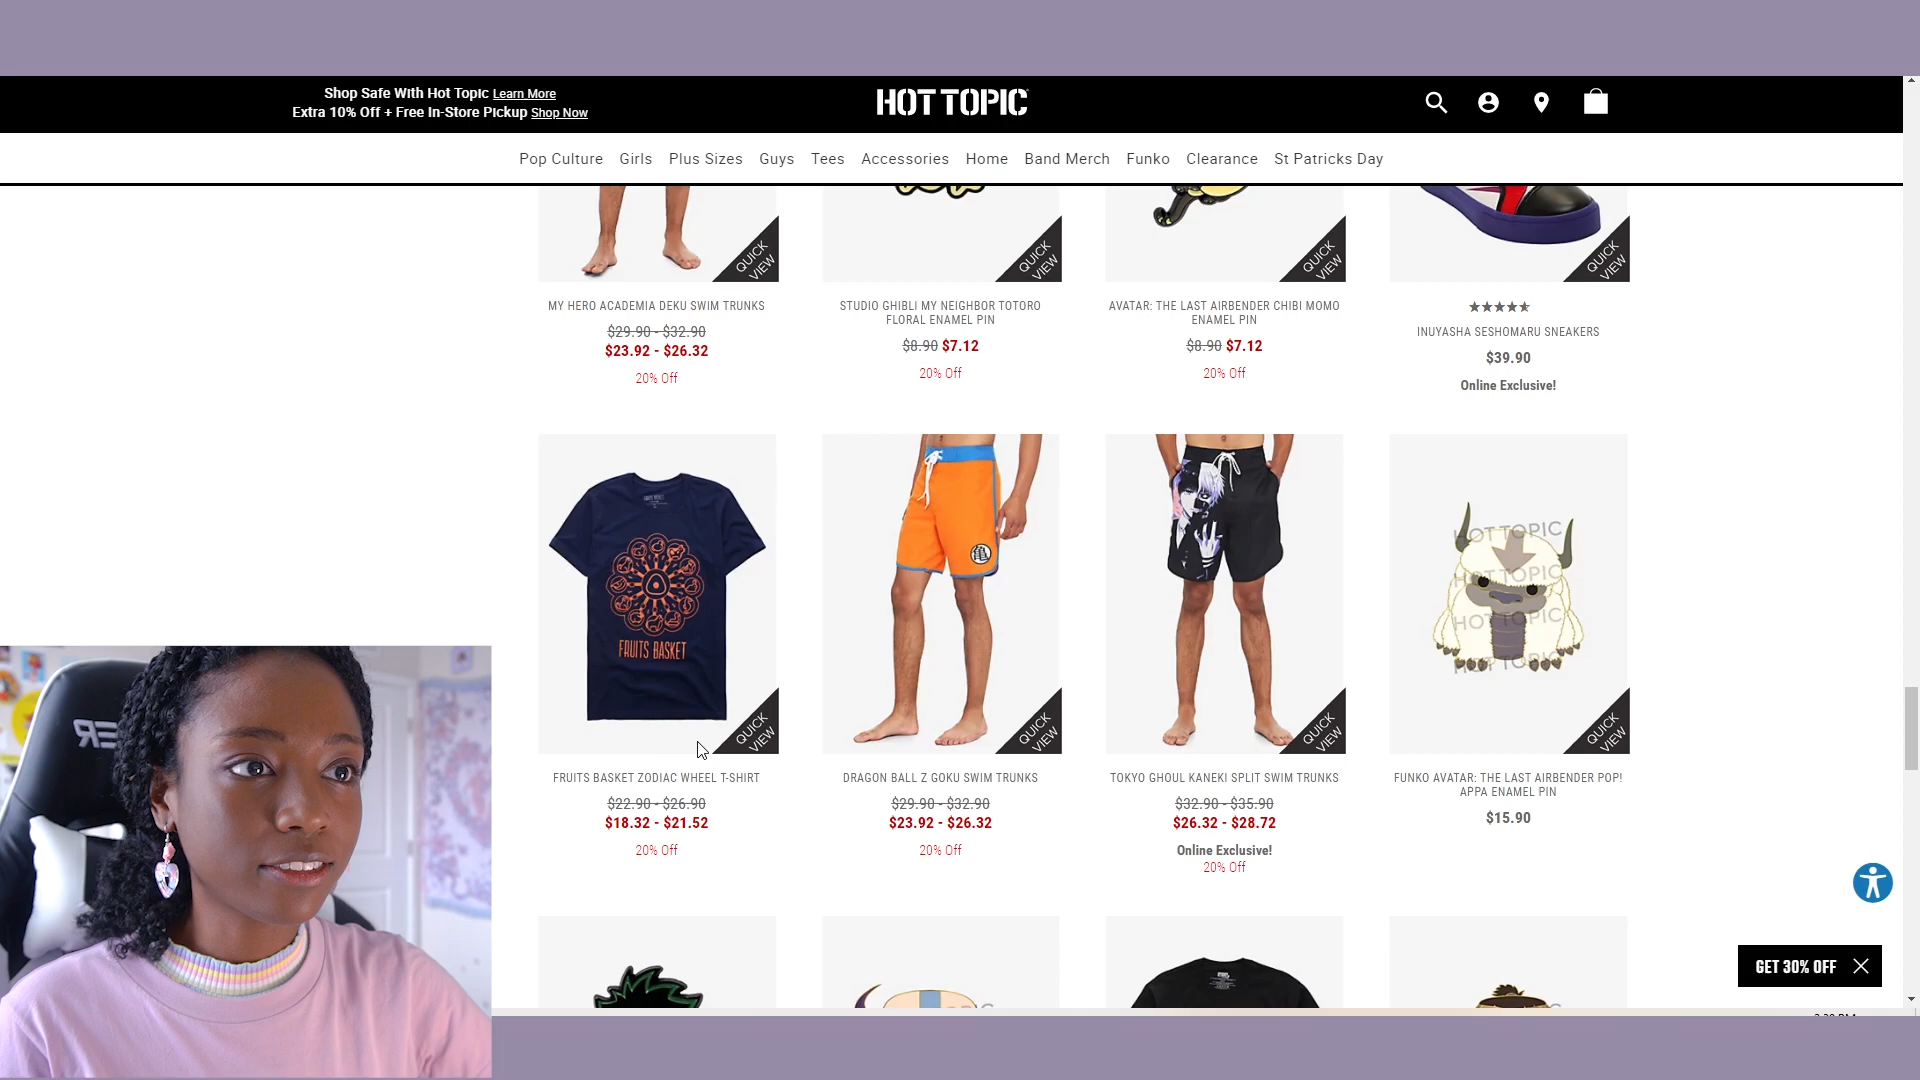 Shop Safe With Hot Topic Learn More
Extra 10% Off + Free In-Store Pickup Shop Now
HOT TOPIC
Pop Culture Girls Plus Sizes Guys Tees Accessories Home Band Merch Funko Clearance St Patricks Day
QUICK VIEW
QUICK VIEW
QUICK VIEW
QUICK VIEW
MY HERO ACADEMIA DEKU SWIM TRUNKS
$29.90 - $32.90
$23.92 - $26.32
20% Off
STUDIO GHIBLI MY NEIGHBOR TOTORO
FLORAL ENAMEL PIN
$8.90 $7.12
20% Off
AVATAR: THE LAST AIRBENDER CHIBI MOMO
ENAMEL PIN
$8.90 $7.12
20% Off
INUYASHA SESHOMARU SNEAKERS
$39.90
Online Exclusive!
FRUITS BASKET
QUICK VIEW
QUICK VIEW
QUICK VIEW
HOT TOPIC
HOT TOPIC
HOT TOPIC
HOT TOPIC
QUICK VIEW
FRUITS BASKET ZODIAC WHEEL T-SHIRT
$22.90 - $26.90
$18.32 - $21.52
20% Off
DRAGON BALL Z GOKU SWIM TRUNKS
$29.90 - $32.90
$23.92 - $26.32
20% Off
TOKYO GHOUL KANEKI SPLIT SWIM TRUNKS
$32.90 - $35.90
$26.32 - $28.72
Online Exclusive!
20% Off
FUNKO AVATAR: THE LAST AIRBENDER POP!
APPA ENAMEL PIN
$15.90
GET 30% OFF